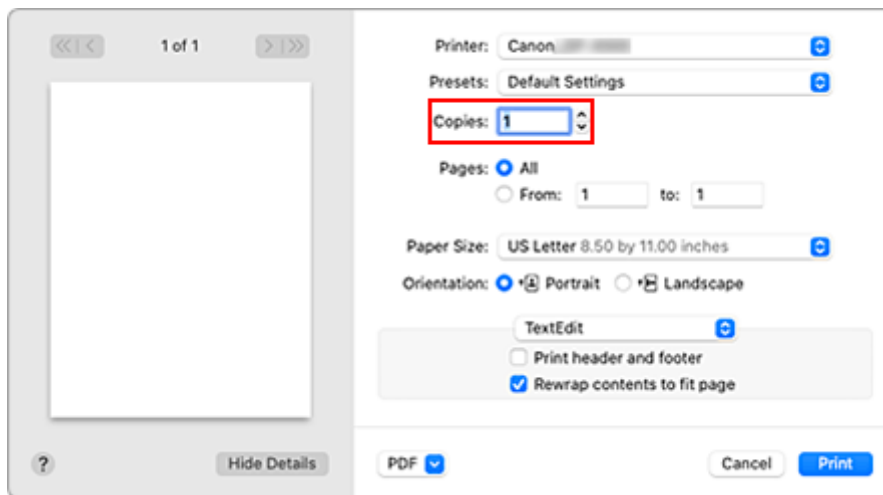 1 of 1
Printer: Canon
Presets: Default Settings
Copies: 1
Pages: All
From: 1 to: 1
Paper Size: US Letter 8.50 by 11.00 inches
Orientation: Portrait Landscape
TextEdit
Print header and footer
Rewrap contents to fit page
? Hide Details PDF Cancel Print